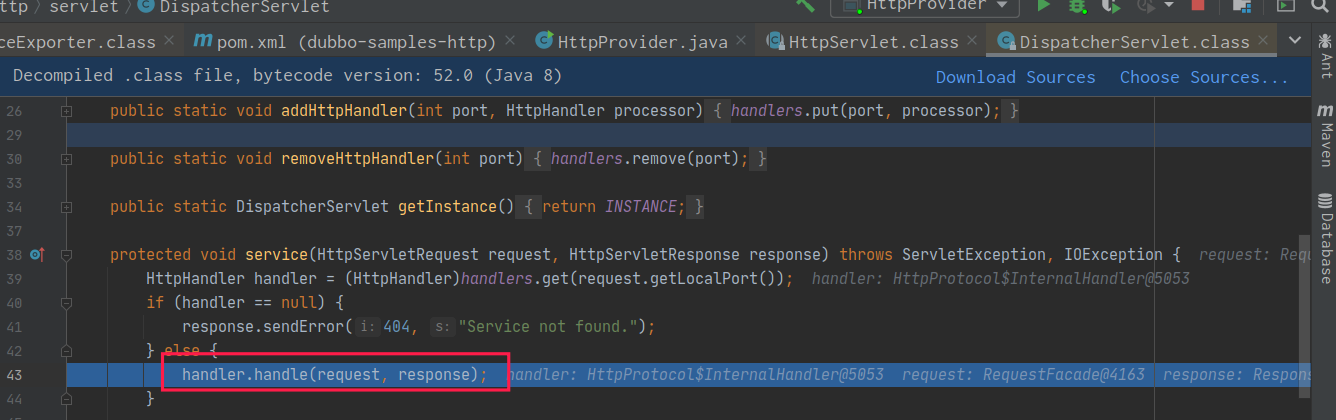 ttp › servlet › DispatcherServlet
HttpProvider
ceExporter.class
pom.xml (dubbo-samples-http)
HttpProvider.java
HttpServlet.class
DispatcherServlet.class
Decompiled .class file, bytecode version: 52.0 (Java 8)
Download Sources
Choose Sources...
26 public static void addHttpHandler(int port, HttpHandler processor) { handlers.put(port, processor); }
29
30 public static void removeHttpHandler(int port) { handlers.remove(port); }
33
34 public static DispatcherServlet getInstance() { return INSTANCE; }
37
38 protected void service(HttpServletRequest request, HttpServletResponse response) throws ServletException, IOException { request: Requ
39 HttpHandler handler = (HttpHandler)handlers.get(request.getLocalPort()); handler: HttpProtocol$InternalHandler@5053
40 if (handler == null) {
41 response.sendError( i: 404, s: "Service not found.");
42 } else {
43 handler.handle(request, response); handler: HttpProtocol$InternalHandler@5053 request: RequestFacade@4163 response: Respons
44 }
Ant
m Maven
Database